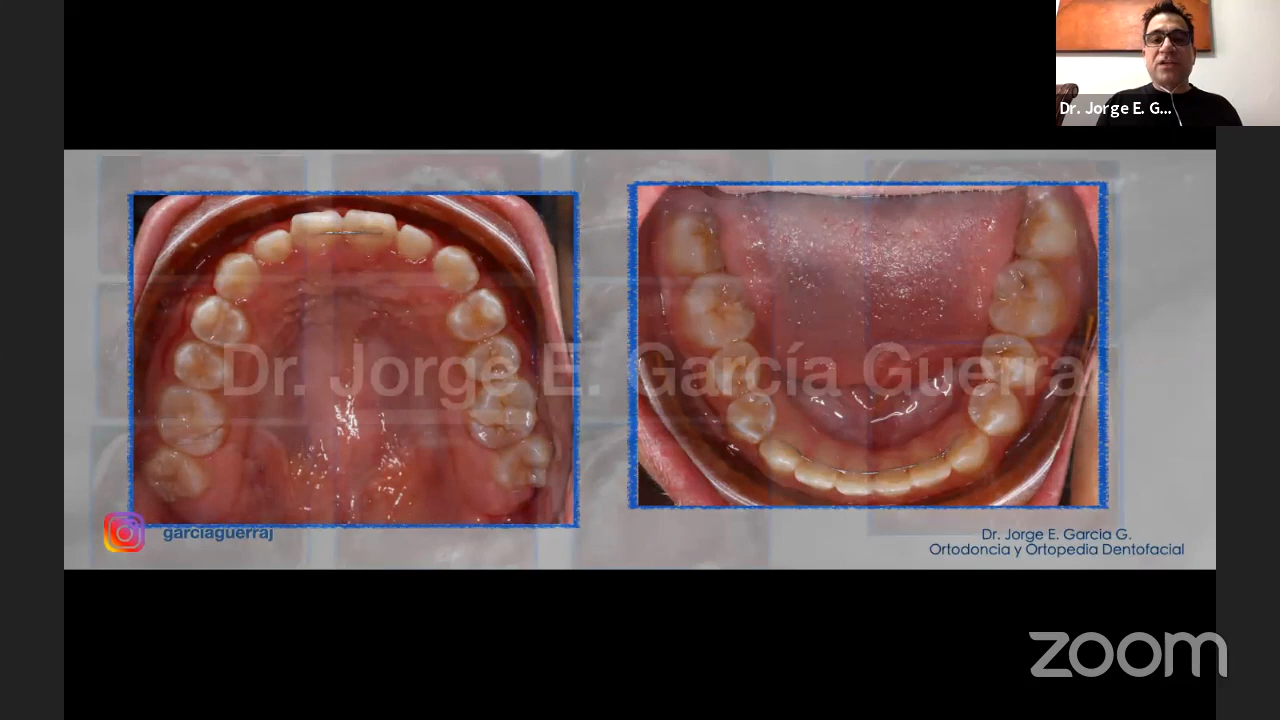 Dr. Jorge E. G...
Dr. Jorge E. García Guerra
garciaguerraj
Dr. Jorge E. Garcia G.
Ortodoncia y Ortopedia Dentofacial
zoom